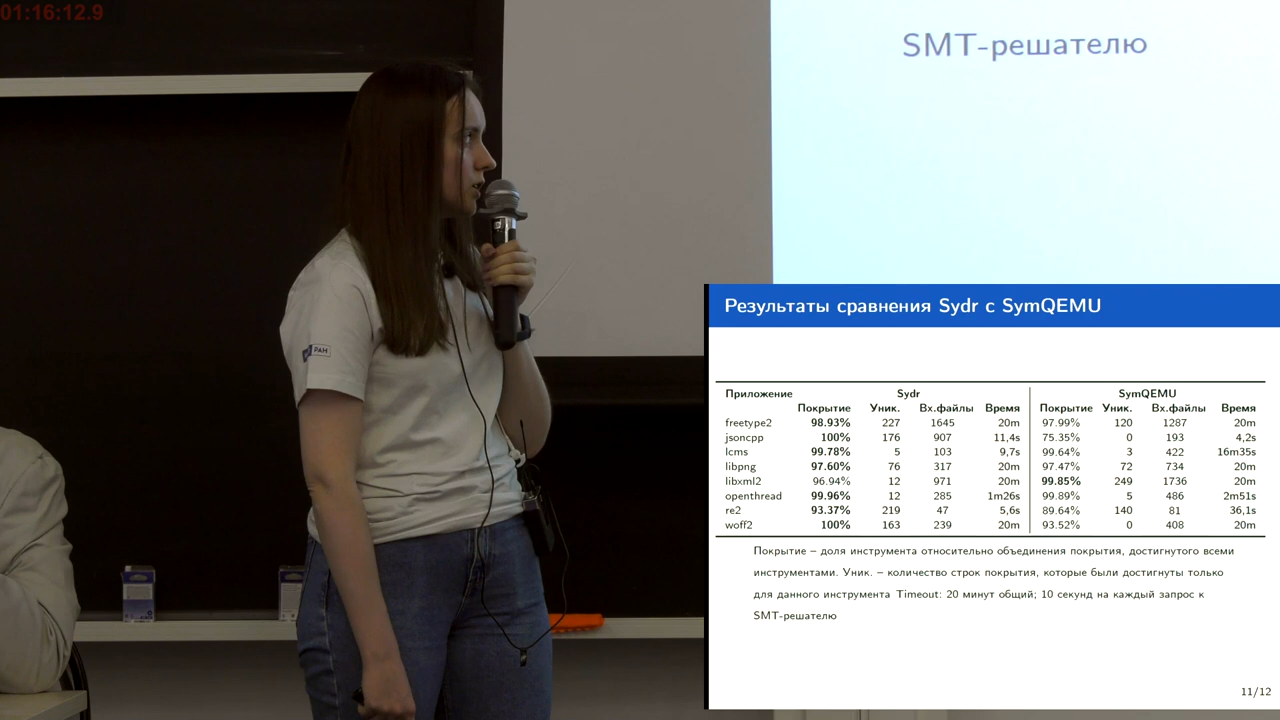 01:16:12.9
SMT-решателю
РАН
Результаты сравнения Sydr с SymQEMU
Приложение Sydr SymQEMU
Покрытие Уник. Вх.файлы Время Покрытие Уник. Вх.файлы Время
freetype2 98.93% 227 1645 20m 97.99% 120 1287 20m
jsoncpp 100% 176 907 11,4s 75.35% 0 193 4,2s
lcms 99.78% 5 103 9,7s 99.64% 3 422 16m35s
libpng 97.60% 76 317 20m 97.47% 72 734 20m
libxml2 96.94% 12 971 20m 99.85% 249 1736 20m
openthread 99.96% 12 285 1m26s 99.89% 5 486 2m51s
re2 93.37% 219 47 5,6s 89.64% 140 81 36,1s
woff2 100% 163 239 20m 93.52% 0 408 20m
Покрытие – доля инструмента относительно объединения покрытия, достигнутого всеми
инструментами. Уник. – количество строк покрытия, которые были достигнуты только
для данного инструмента Timeout: 20 минут общий; 10 секунд на каждый запрос к
SMT-решателю
11/12